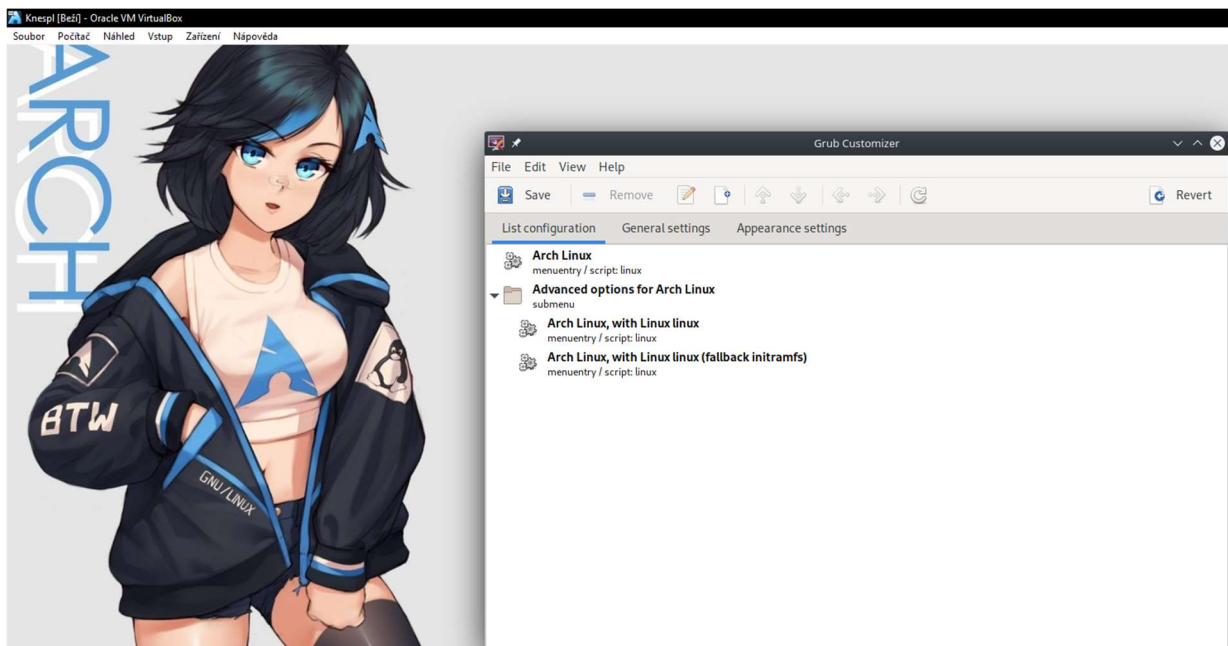 Knespl [Beží] - Oracle VM VirtualBox
Soubor Počítač Náhled Vstup Zařízení Nápověda
ARCH
BTW
GNU/LINUX
Grub Customizer
File Edit View Help
Save Remove Revert
List configuration General settings Appearance settings
Arch Linux
menuentry / script: linux
Advanced options for Arch Linux
submenu
Arch Linux, with Linux linux
menuentry / script: linux
Arch Linux, with Linux linux (fallback initramfs)
menuentry / script: linux